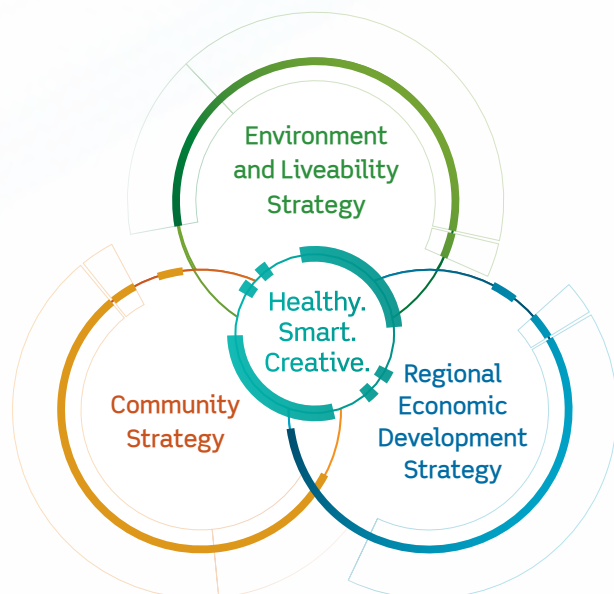 Environment
and Liveability
Strategy
Healthy.
Smart.
Creative.
Community
Strategy
Regional
Economic
Development
Strategy